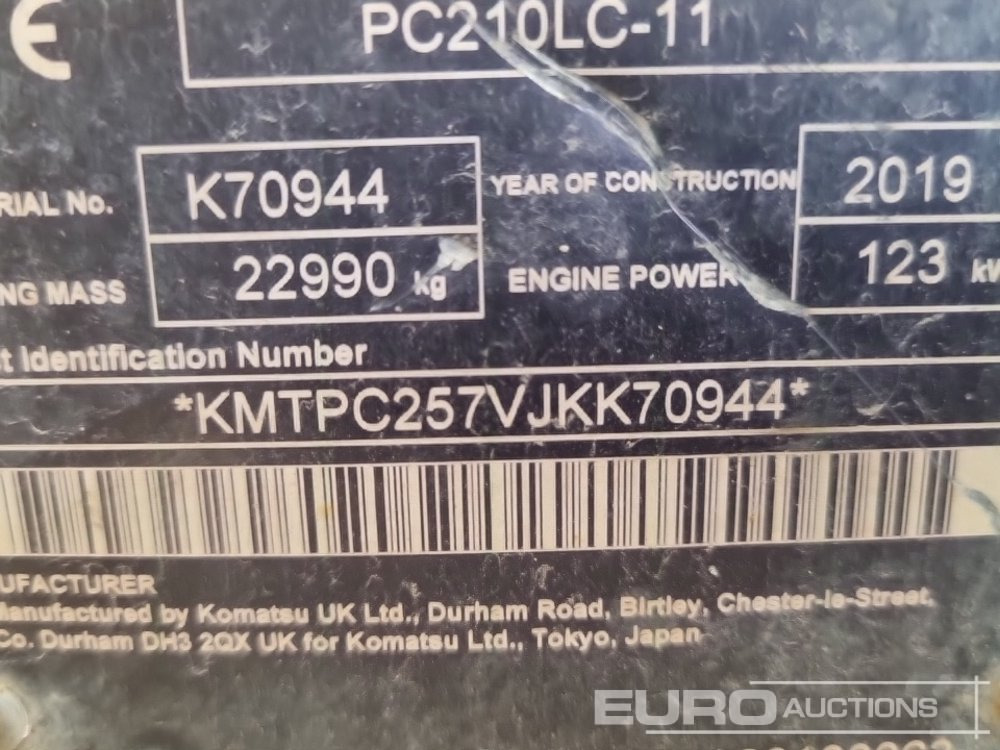 CE
PC210LC-11
RIAL No. K70944 YEAR OF CONSTRUCTION 2019
NG MASS 22990 kg ENGINE POWER 123 kW
t Identification Number
*KMTPC257VJKK70944*
UFACTURER
Manufactured by Komatsu UK Ltd., Durham Road, Birtley, Chester-le-Street,
Co. Durham DH3 2QX UK for Komatsu Ltd., Tokyo, Japan
EURO AUCTIONS